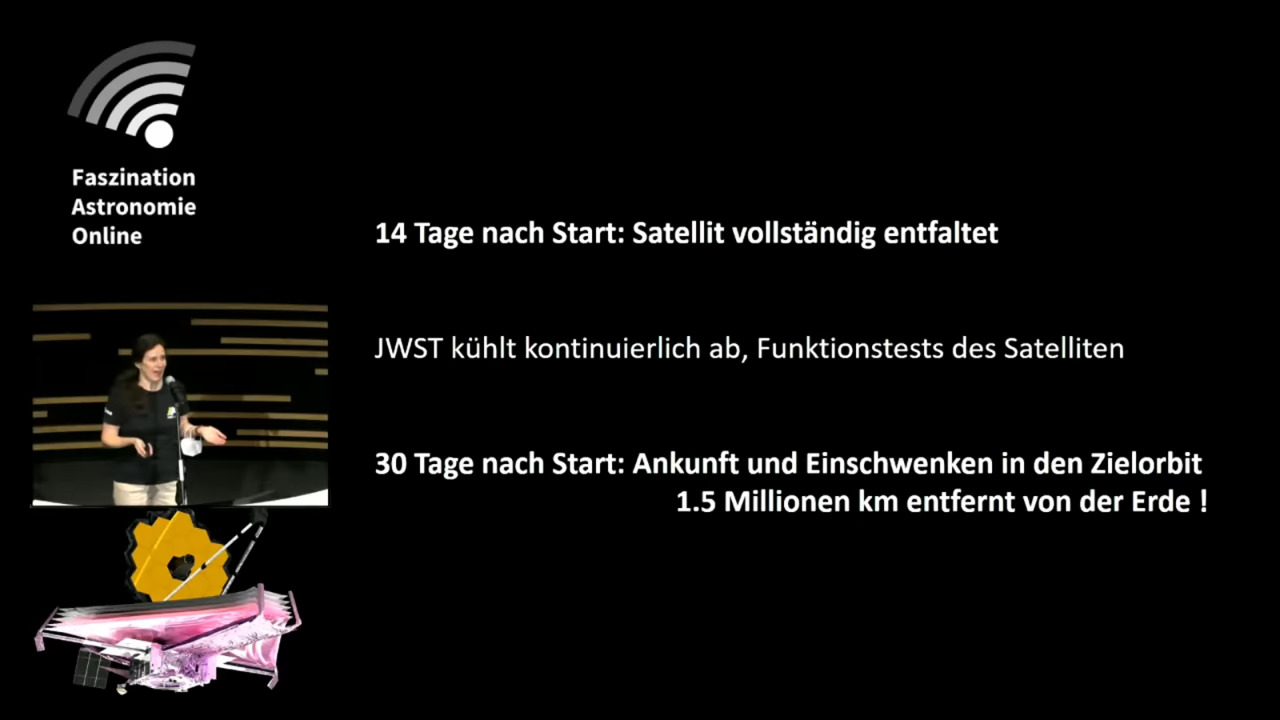 Faszination
Astronomie
Online
14 Tage nach Start: Satellit vollständig entfaltet
JWST kühlt kontinuierlich ab, Funktionstests des Satelliten
30 Tage nach Start: Ankunft und Einschwenken in den Zielorbit
1.5 Millionen km entfernt von der Erde !